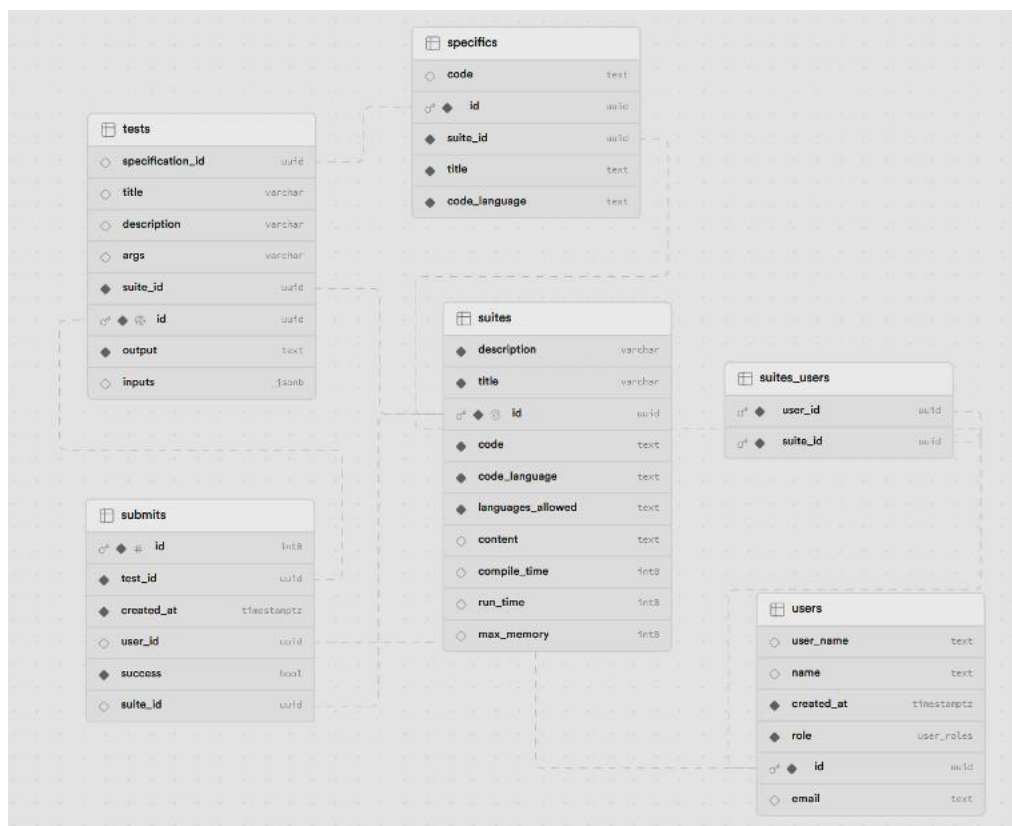 specifics
code text
id uuid
suite_id uuid
title text
code_language text
tests
specification_id uuid
title varchar
description varchar
args varchar
suite_id uuid
id uuid
output text
inputs _jsonb
suites
description varchar
title varchar
id uuid
code text
code_language text
languages_allowed text
content text
compile_time int8
run_time int8
max_memory int8
suites_users
user_id uuid
suite_id uuid
submits
# id int8
test_id uuid
created_at timestamptz
user_id uuid
success bool
suite_id uuid
users
user_name text
name text
created_at timestamptz
role user_roles
id uuid
email text